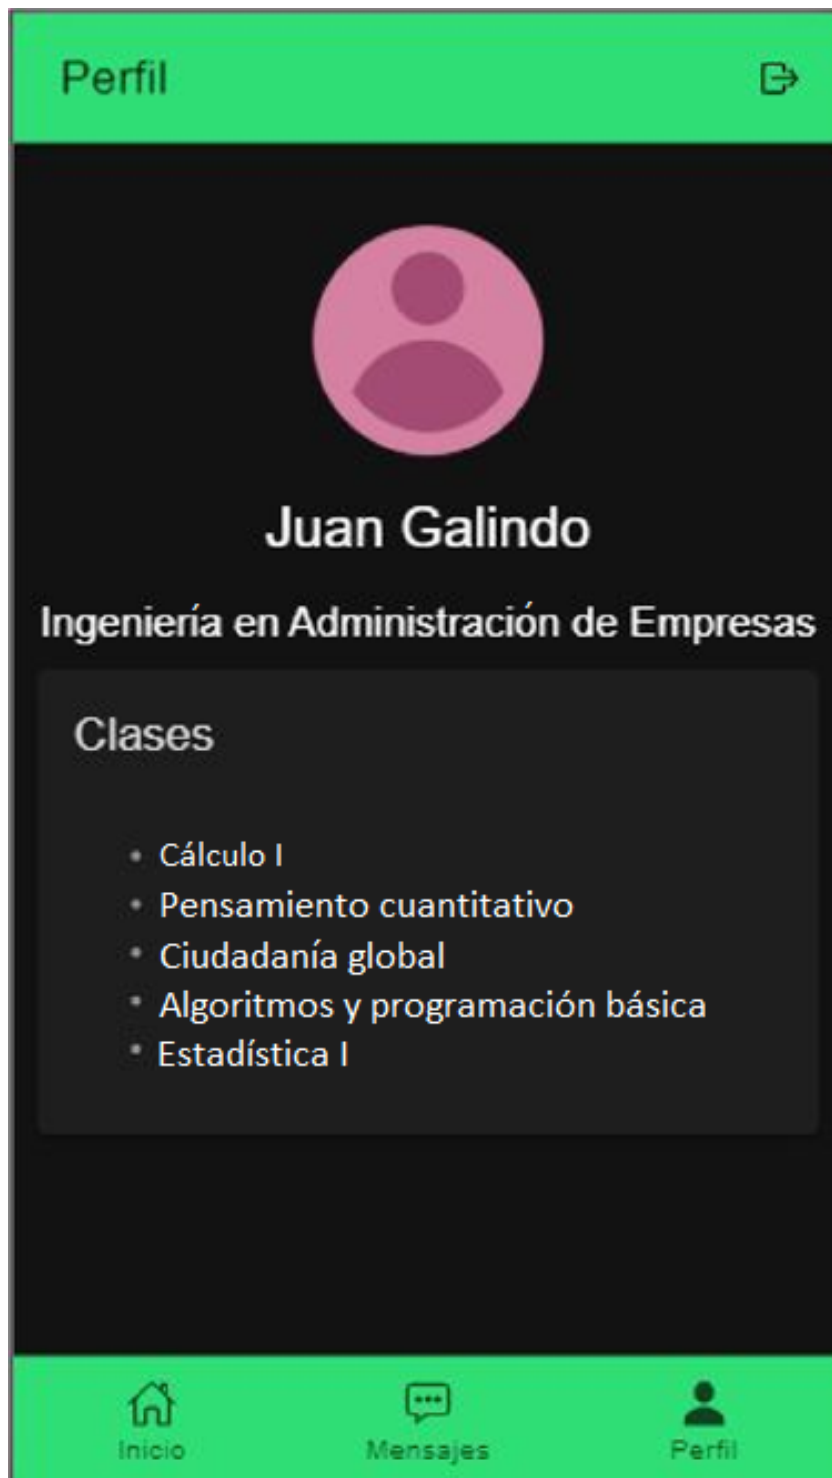 Perfil
Juan Galindo
Ingeniería en Administración de Empresas
Clases
• Cálculo I
• Pensamiento cuantitativo
• Ciudadanía global
• Algoritmos y programación básica
• Estadística I
Inicio Mensajes Perfil